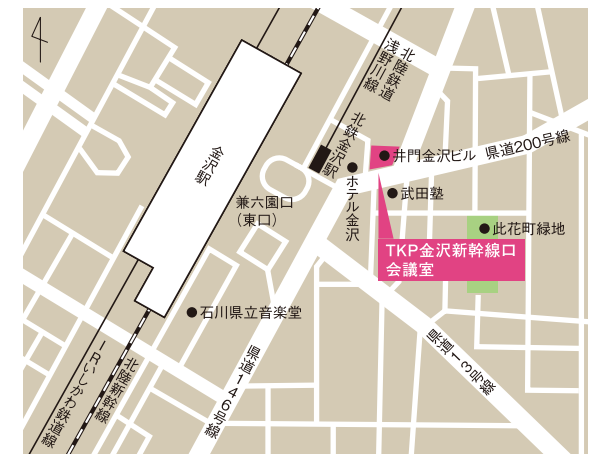 北陸鉄道
浅野川線
北鉄金沢駅
金沢駅
井門金沢ビル
県道200号線
ホテル金沢
武田塾
兼六園口
(東口)
此花町緑地
TKP金沢新幹線口
会議室
石川県立音楽堂
県道146号線
県道13号線
北陸新幹線
IRいしかわ鉄道線